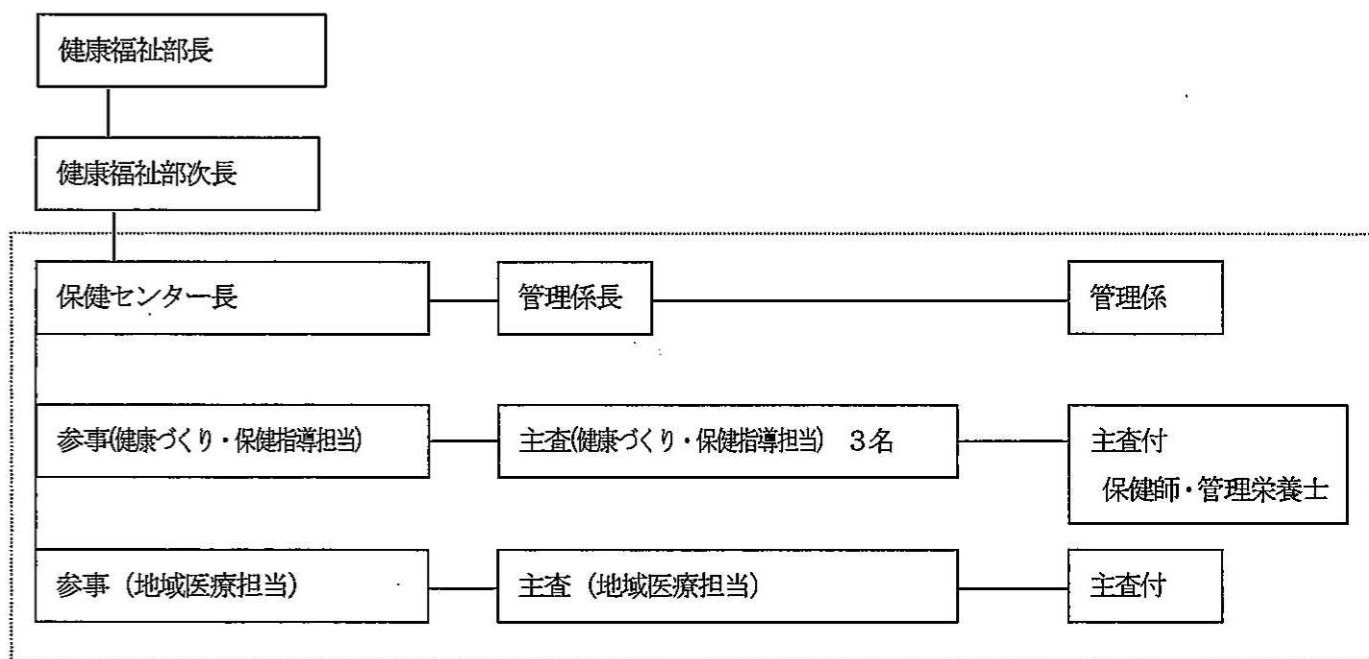 健康福祉部長
健康福祉部次長
保健センター長
管理係長
管理係
参事(健康づくり・保健指導担当)
主査(健康づくり・保健指導担当) 3名
主査付
保健師・管理栄養士
参事（地域医療担当）
主査（地域医療担当）
主査付